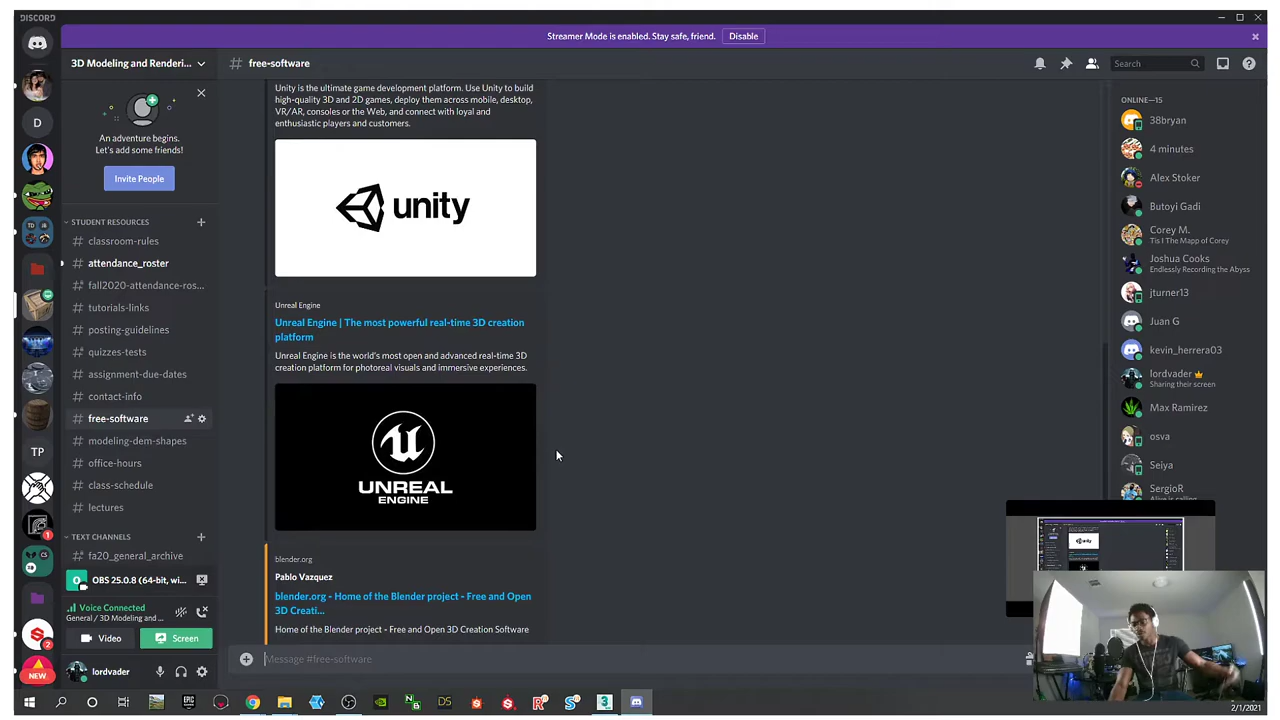 DISCORD
Streamer Mode is enabled. Stay safe, friend.
Disable
3D Modeling and Renderi...
# free-software
Search
An adventure begins.
Let's add some friends!
Invite People
STUDENT RESOURCES
# classroom-rules
# attendance_roster
# fall2020-attendance-ros...
# tutorials-links
# posting-guidelines
# quizzes-tests
# assignment-due-dates
# contact-info
# free-software
# modeling-dem-shapes
# office-hours
# class-schedule
# lectures
TEXT CHANNELS
# fa20_general_archive
OBS 25.0.8 (64-bit, wi...
Voice Connected
General / 3D Modeling and ...
Video
Screen
lordvader
D
TD
TP
1
CS
2
NEW
Unity is the ultimate game development platform. Use Unity to build
high-quality 3D and 2D games, deploy them across mobile, desktop,
VR/AR, consoles or the Web, and connect with loyal and
enthusiastic players and customers.
unity
Unreal Engine
Unreal Engine | The most powerful real-time 3D creation
platform
Unreal Engine is the world's most open and advanced real-time 3D
creation platform for photoreal visuals and immersive experiences.
UNREAL
ENGINE
blender.org
Pablo Vazquez
blender.org - Home of the Blender project - Free and Open
3D Creati...
Home of the Blender project - Free and Open 3D Creation Software
Message #free-software
ONLINE—15
38bryan
4 minutes
Alex Stoker
Butoyi Gadi
Corey M.
Tis I The Mapp of Corey
Joshua Cooks
Endlessly Recording the Abyss
jturner13
Juan G
kevin_herrera03
lordvader
Sharing their screen
Max Ramirez
osva
Seiya
SergioR
EPIC
DS
3
2/1/2021